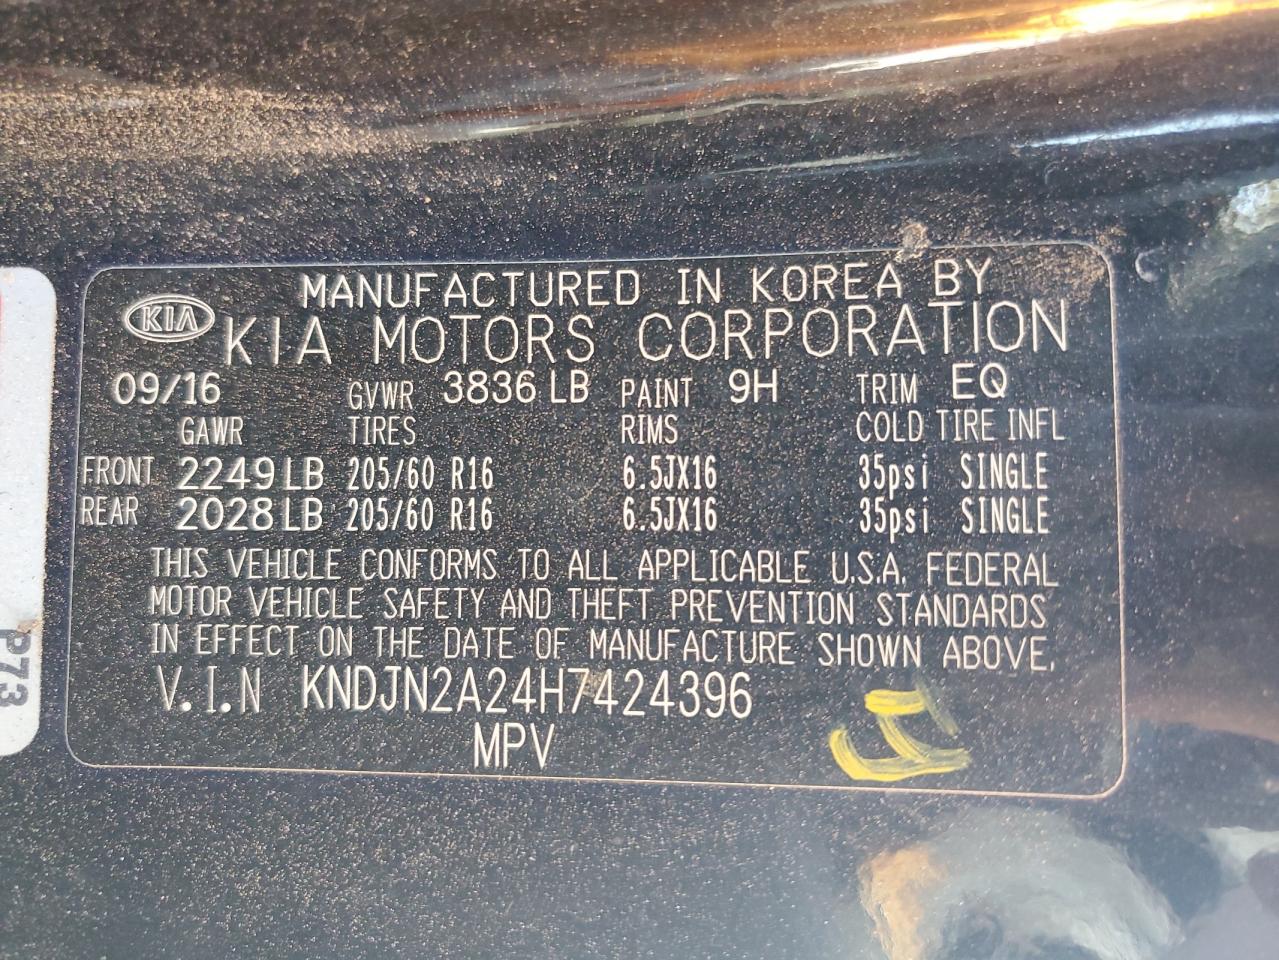 MANUFACTURED IN KOREA BY
KIA KIA MOTORS CORPORATION
09/16 GVWR 3836 LB PAINT 9H TRIM EQ
GAWR TIRES RIMS COLD TIRE INFL
FRONT 2249 LB 205/60 R16 6.5JX16 35psi SINGLE
REAR 2028 LB 205/60 R16 6.5JX16 35psi SINGLE
THIS VEHICLE CONFORMS TO ALL APPLICABLE U.S.A. FEDERAL
MOTOR VEHICLE SAFETY AND THEFT PREVENTION STANDARDS
IN EFFECT ON THE DATE OF MANUFACTURE SHOWN ABOVE.
V.I.N KNDJN2A24H7424396
MPV
P73